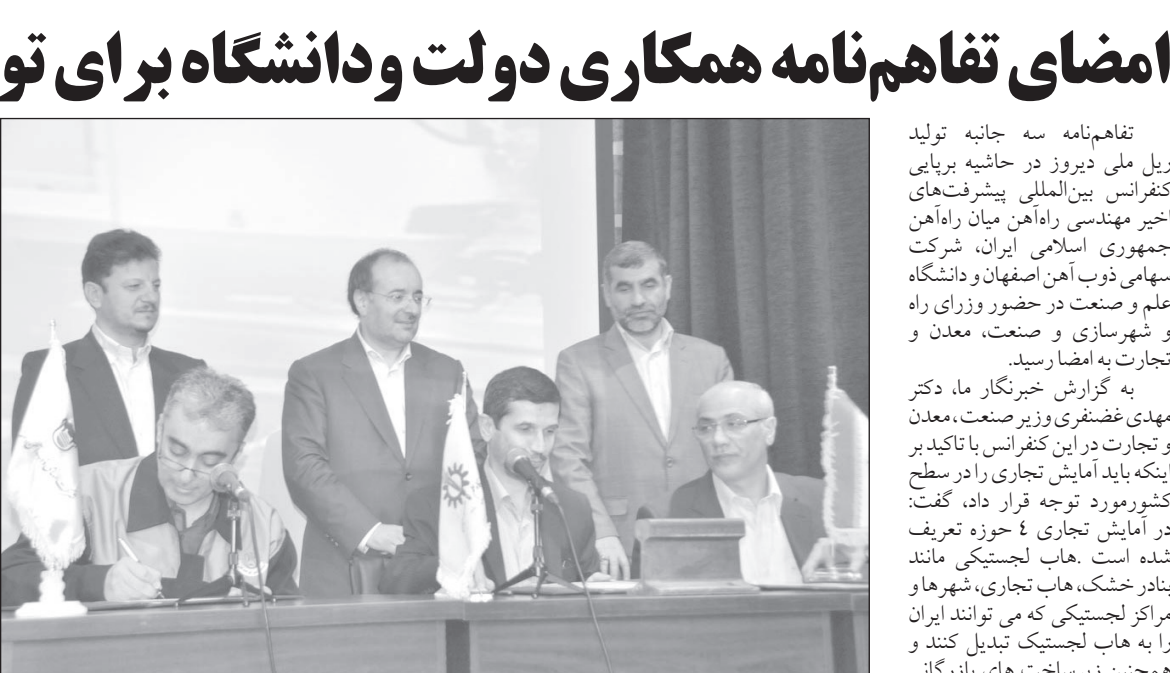 امضای تفاهم‌نامه همکاری دولت ودانشگاه برای تو
تفاهم‌نامه سه جانبه تولید
ریل ملی دیروز در حاشیه برپایی
کنفرانس بین‌المللی پیشرفت‌های
اخیر مهندسی راه‌آهن میان راه‌آهن
جمهوری اسلامی ایران، شرکت
سهامی ذوب آهن اصفهان و دانشگاه
علم و صنعت در حضور وزرای راه
و شهرسازی و صنعت، معدن و
تجارت به امضا رسید.
به گزارش خبرنگار ما، دکتر
مهدی غضنفری وزیر صنعت،معدن
و تجارت در این کنفرانس با تاکید بر
اینکه باید آمایش تجاری را در سطح
کشورمورد توجه قرار داد، گفت:
در آمایش تجاری ٤ حوزه تعریف
شده است .هاب لجستیکی مانند
بنادر خشک، هاب تجاری، شهرها و
مراکز لجستیکی که می توانند ایران
را به هاب لجستیک تبدیل کنند و
همچنین زیرساخت های